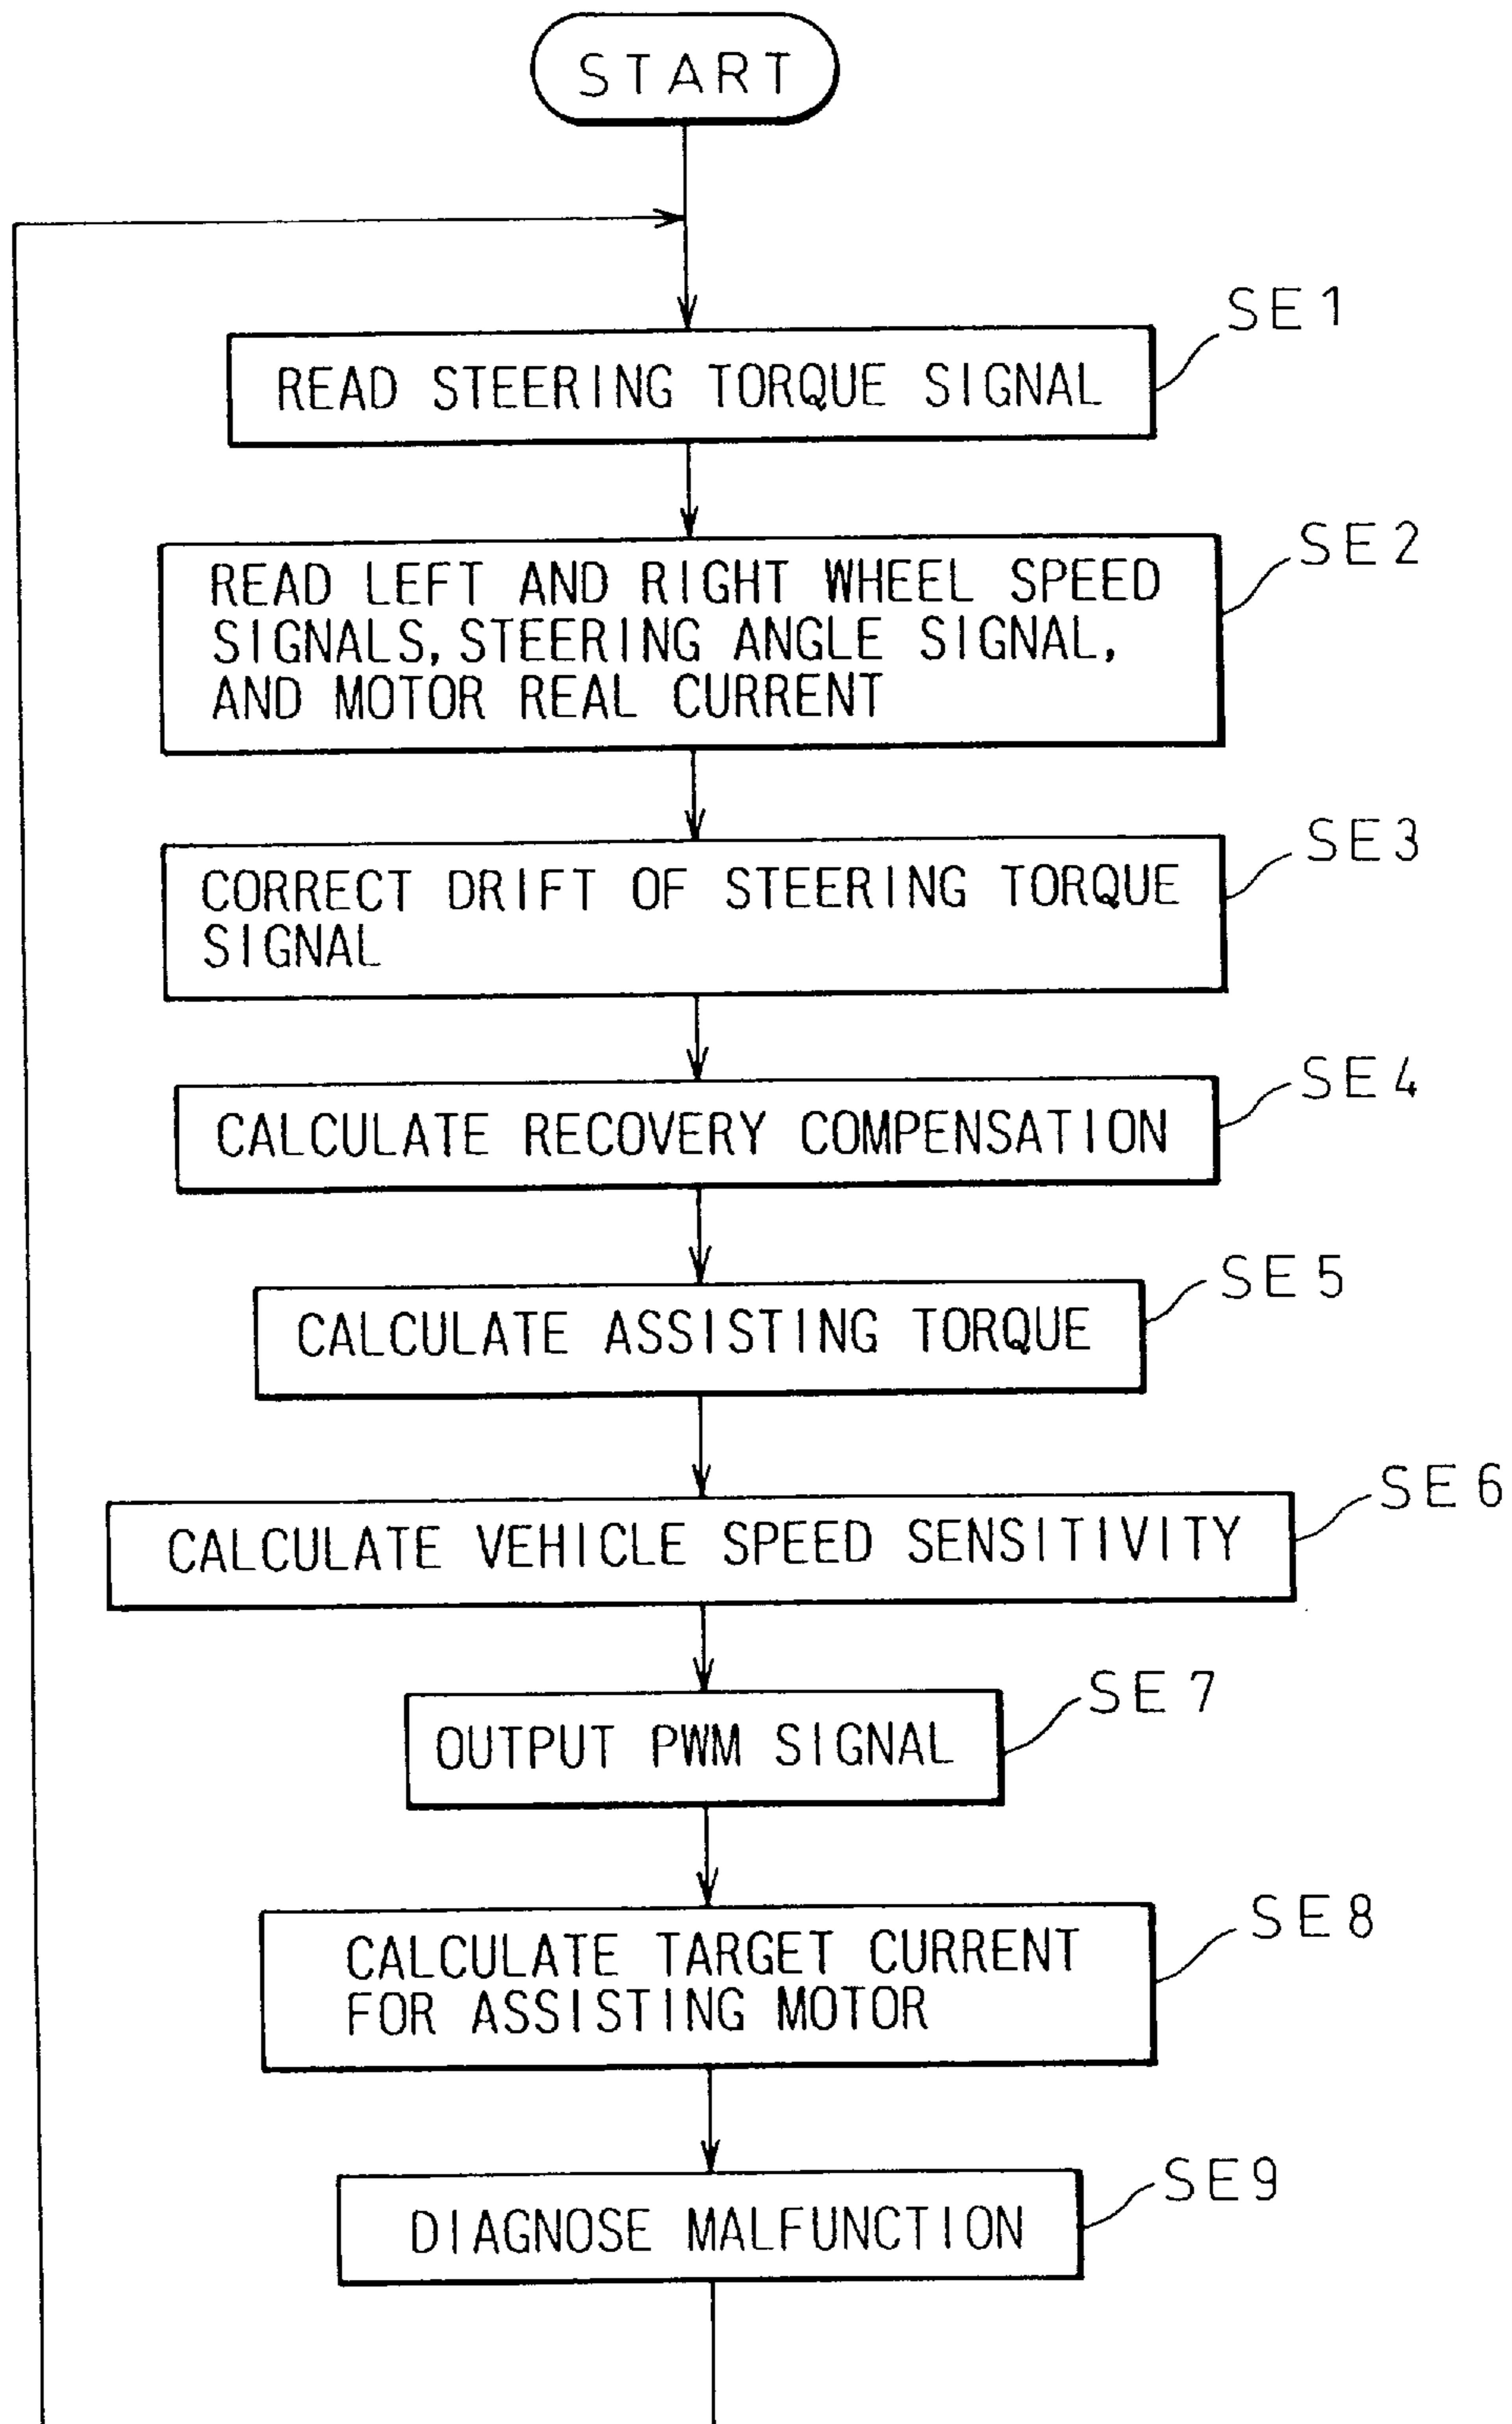 START
SE1
READ STEERING TORQUE SIGNAL
SE2
READ LEFT AND RIGHT WHEEL SPEED
SIGNALS, STEERING ANGLE SIGNAL,
AND MOTOR REAL CURRENT
SE3
CORRECT DRIFT OF STEERING TORQUE
SIGNAL
SE4
CALCULATE RECOVERY COMPENSATION
SE5
CALCULATE ASSISTING TORQUE
SE6
CALCULATE VEHICLE SPEED SENSITIVITY
SE7
OUTPUT PWM SIGNAL
SE8
CALCULATE TARGET CURRENT
FOR ASSISTING MOTOR
SE9
DIAGNOSE MALFUNCTION